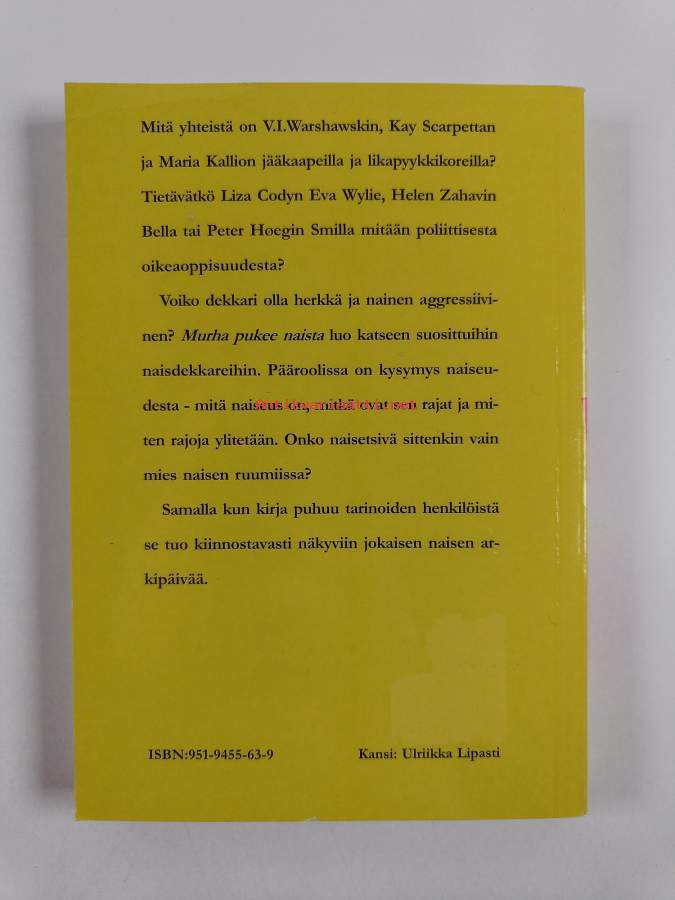 Mitä yhteistä on V.I.Warshawskin, Kay Scarpettan
ja Maria Kallion jääkaapeilla ja likapyykkikoreilla?
Tietävätkö Liza Codyn Eva Wylie, Helen Zahavin
Bella tai Peter Høegin Smilla mitään poliittisesta
oikeaoppisuudesta?
Voiko dekkari olla herkkä ja nainen aggressiivi-
nen? Murha pukee naista luo katseen suosittuihin
naisdekkareihin. Pääroolissa on kysymys naiseu-
desta - mitä naiseus on, mitkä ovat sen rajat ja mi-
ten rajoja ylitetään. Onko naisetsivä sittenkin vain
mies naisen ruumiissa?
Samalla kun kirja puhuu tarinoiden henkilöistä
se tuo kiinnostavasti näkyviin jokaisen naisen ar-
kipäivää.
ISBN:951-9455-63-9 Kansi: Ulriikka Lipasti